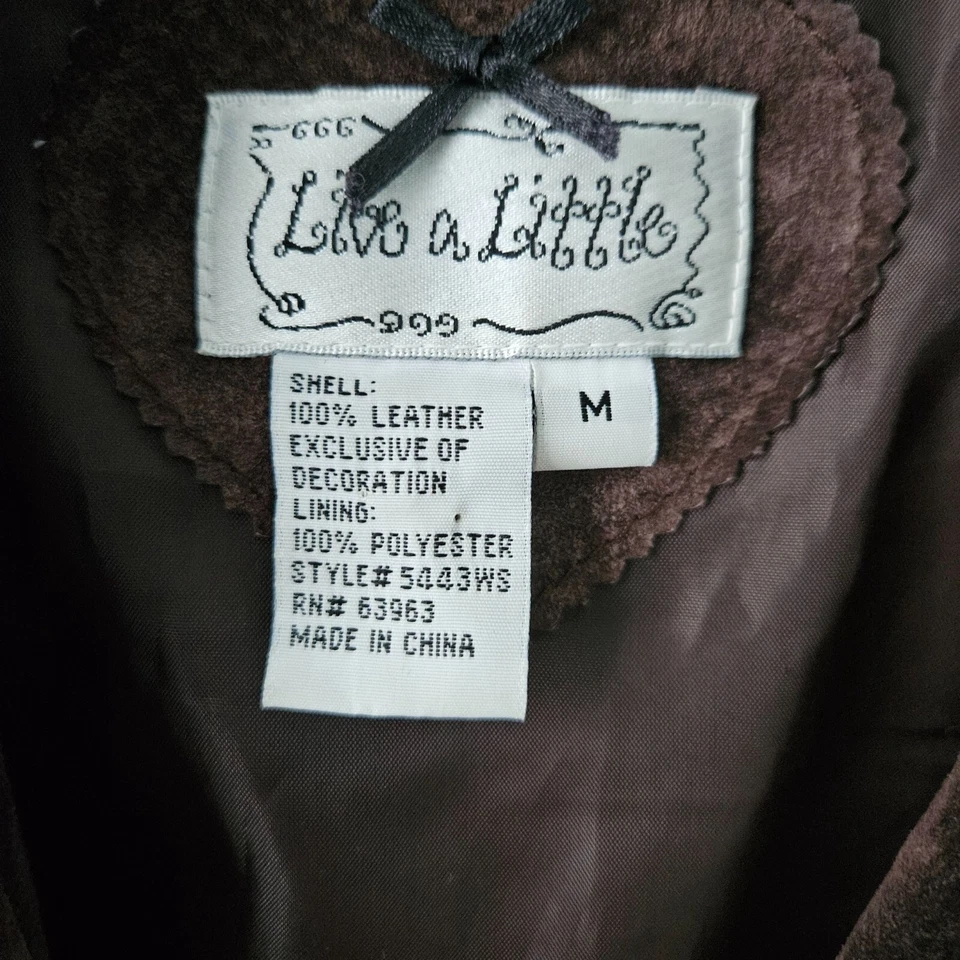 Live a Little
SHELL:
100% LEATHER
EXCLUSIVE OF
DECORATION
LINING:
100% POLYESTER
STYLE# 5443WS
RN# 63963
MADE IN CHINA
M